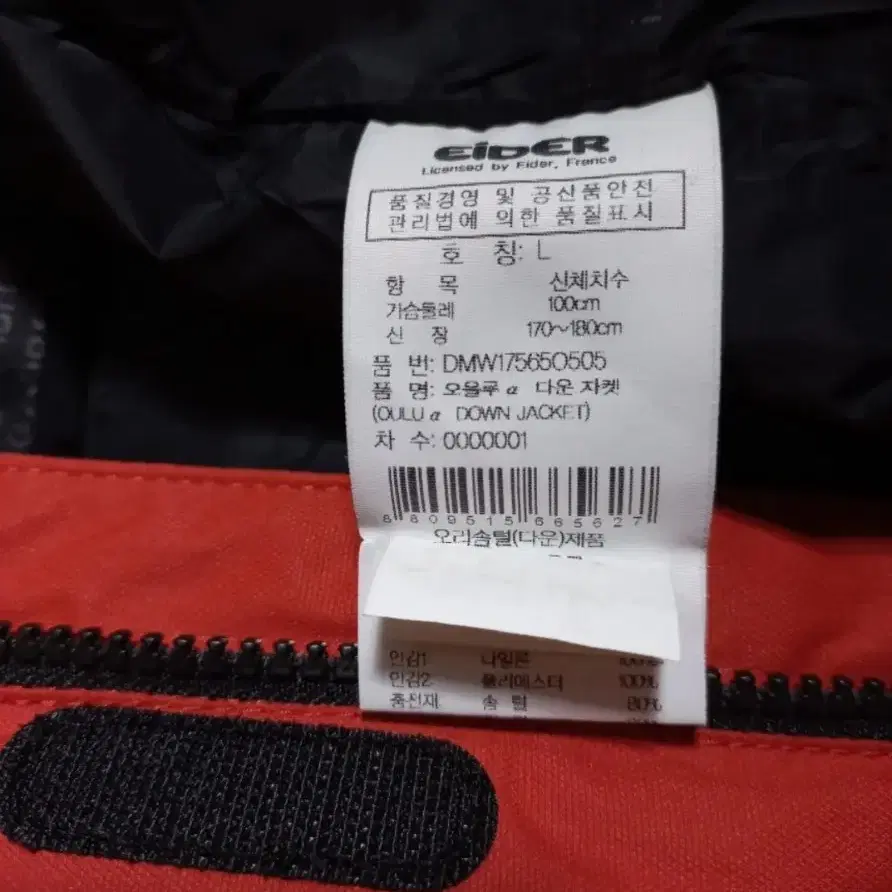 EiDER
Licensed by Eider, France
품질경영 및 공산품안전
관리법에 의한 품질표시
호 칭: L
항 목 신체치수
가슴둘레 100cm
신 장 170~180cm
품 번: DMW17565O505
품 명: 오울루 α 다운 자켓
(OULU α DOWN JACKET)
차 수: 0000001
8809515665627
오리솜털(다운)제품
안감1 나일론 100%
안감2 폴리에스터 100%
충전재 솜 털 80%